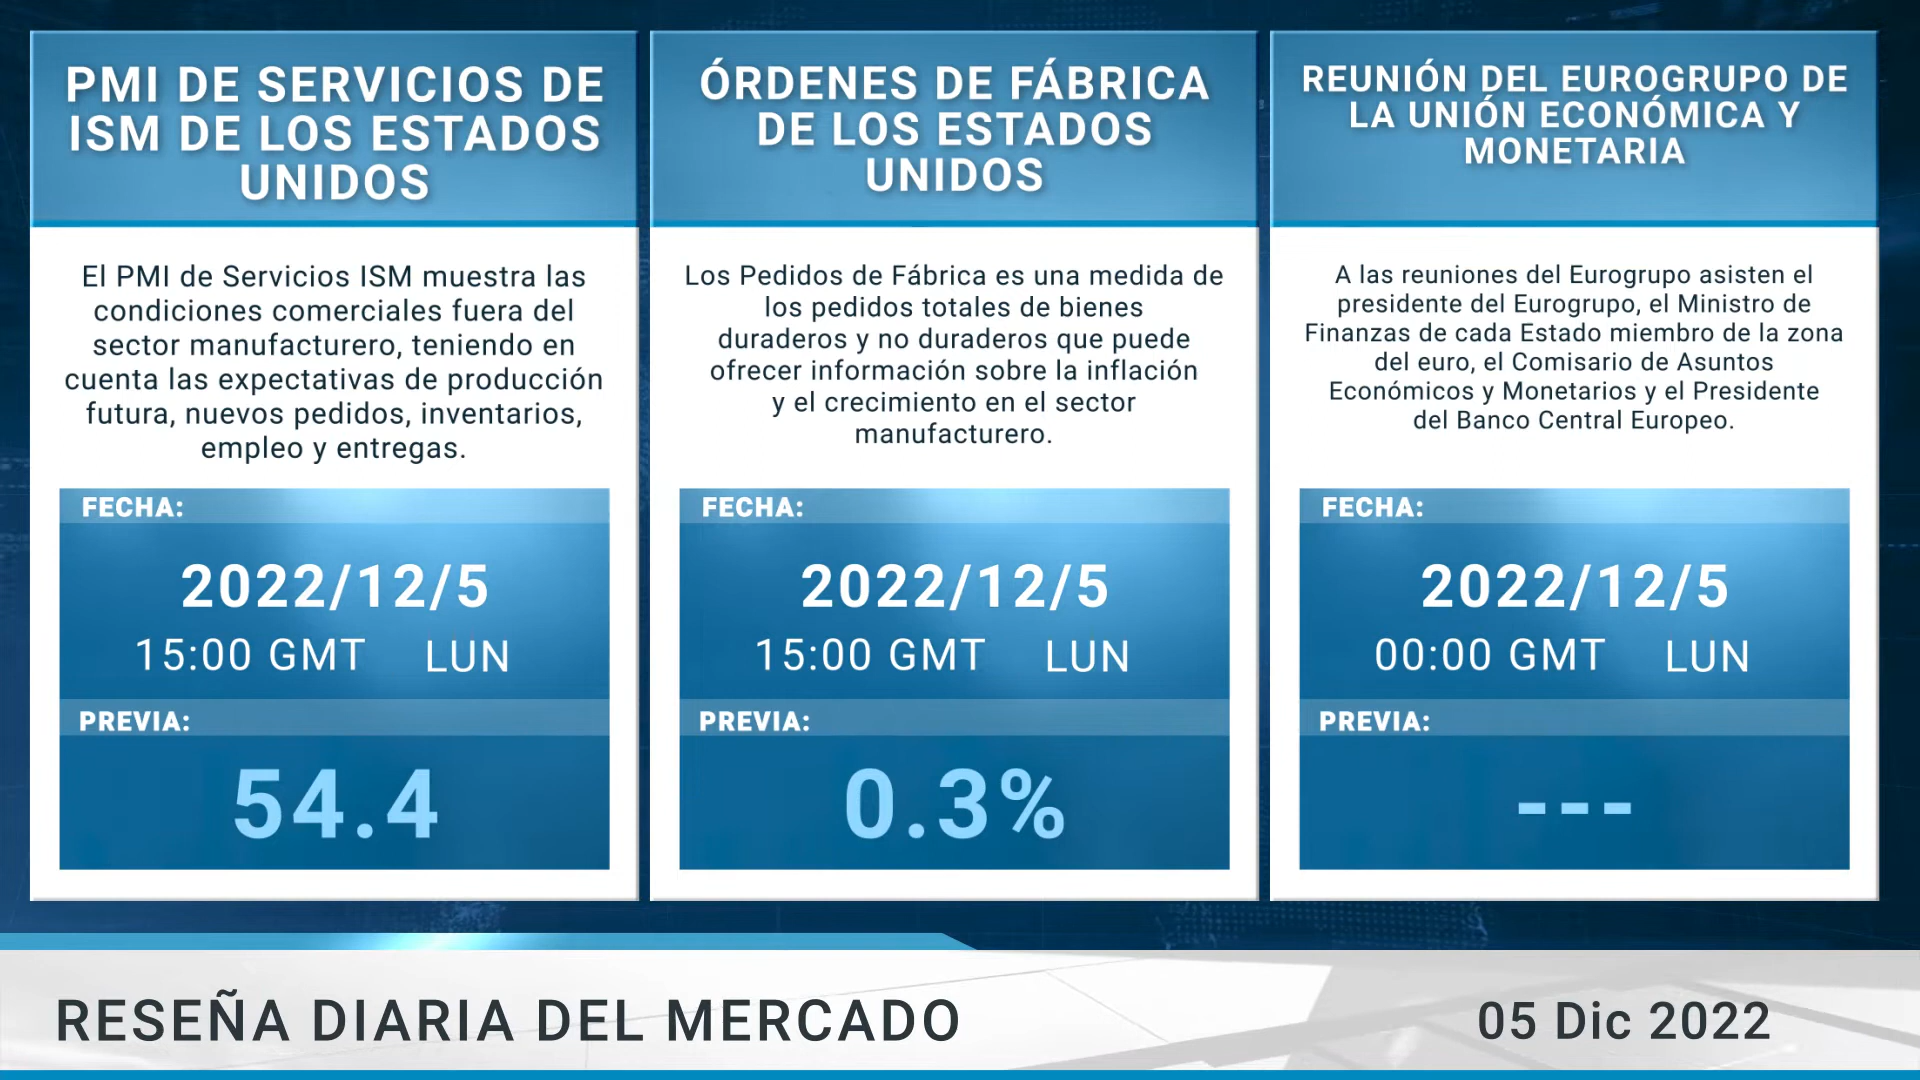 PMI DE SERVICIOS DE
ISM DE LOS ESTADOS
UNIDOS
El PMI de Servicios ISM muestra las
condiciones comerciales fuera del
sector manufacturero, teniendo en
cuenta las expectativas de producción
futura, nuevos pedidos, inventarios,
empleo y entregas.
FECHA:
2022/12/5
15:00 GMT LUN
PREVIA:
54.4
ÓRDENES DE FÁBRICA
DE LOS ESTADOS
UNIDOS
Los Pedidos de Fábrica es una medida de
los pedidos totales de bienes
duraderos y no duraderos que puede
ofrecer información sobre la inflación
y el crecimiento en el sector
manufacturero.
FECHA:
2022/12/5
15:00 GMT LUN
PREVIA:
0.3%
REUNIÓN DEL EUROGRUPO DE
LA UNIÓN ECONÓMICA Y
MONETARIA
A las reuniones del Eurogrupo asisten el
presidente del Eurogrupo, el Ministro de
Finanzas de cada Estado miembro de la zona
del euro, el Comisario de Asuntos
Económicos y Monetarios y el Presidente
del Banco Central Europeo.
FECHA:
2022/12/5
00:00 GMT LUN
PREVIA:
---
RESEÑA DIARIA DEL MERCADO
05 Dic 2022